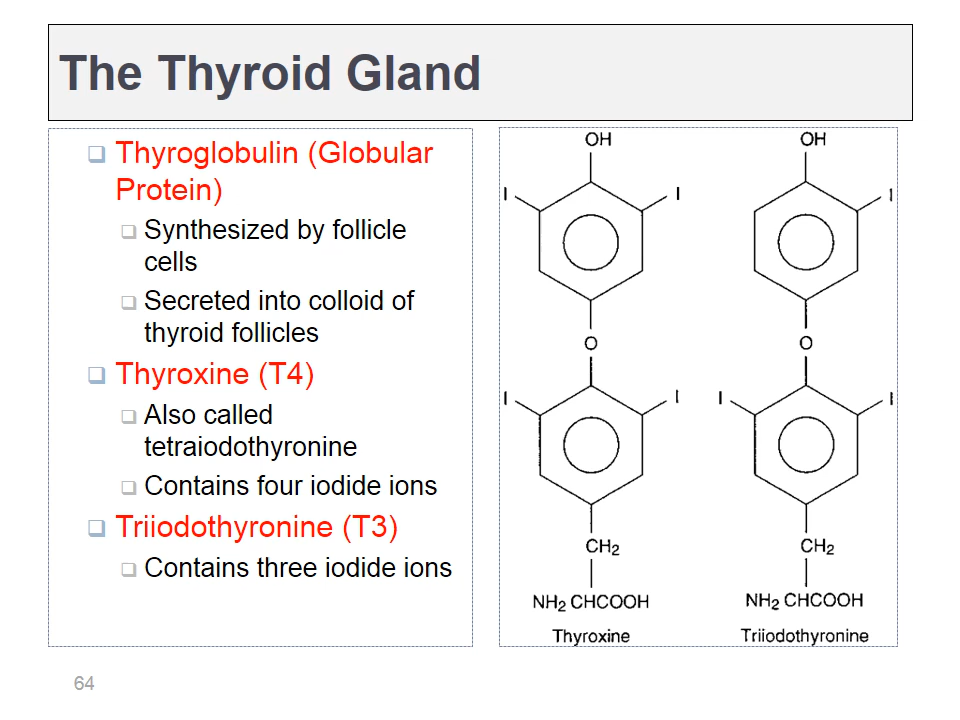 The Thyroid Gland
Thyroglobulin (Globular
Protein)
Synthesized by follicle
cells
Secreted into colloid of
thyroid follicles
Thyroxine (T4)
Also called
tetraiodothyronine
Contains four iodide ions
Triiodothyronine (T3)
Contains three iodide ions
OH
I I
O
I I
CH2
NH2 CHCOOH
Thyroxine
OH
I
O
I I
CH2
NH2 CHCOOH
Triiodothyronine
64